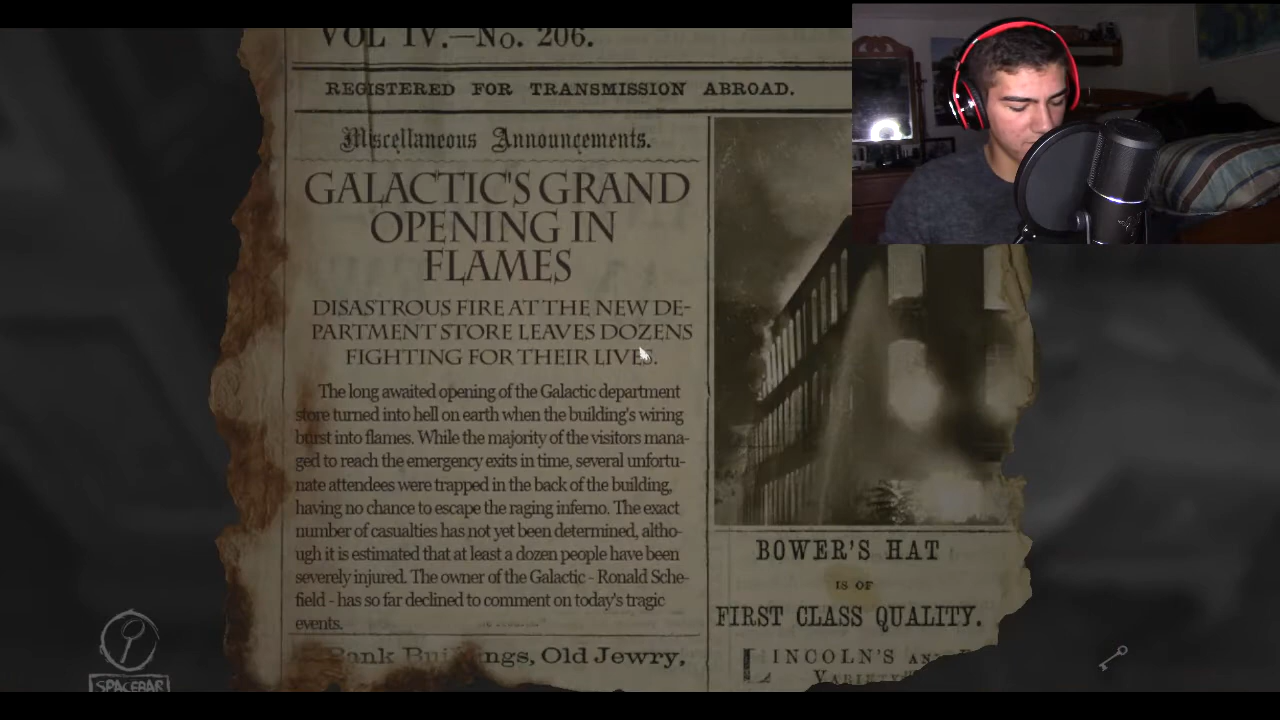 VOL IV.—No. 206.
REGISTERED FOR TRANSMISSION ABROAD.
Miscellaneous Announcements.
GALACTIC'S GRAND
OPENING IN
FLAMES
DISASTROUS FIRE AT THE NEW DE-
PARTMENT STORE LEAVES DOZENS
FIGHTING FOR THEIR LIVES.
The long awaited opening of the Galactic department
store turned into hell on earth when the building's wiring
burst into flames. While the majority of the visitors mana-
ged to reach the emergency exits in time, several unfortu-
nate attendees were trapped in the back of the building,
having no chance to escape the raging inferno. The exact
number of casualties has not yet been determined, altho-
ugh it is estimated that at least a dozen people have been
severely injured. The owner of the Galactic - Ronald Sche-
field - has so far declined to comment on today's tragic
events.
Bank Buildings, Old Jewry,
BOWER'S HAT
IS OF
FIRST CLASS QUALITY.
LINCOLN'S
SPACEBAR